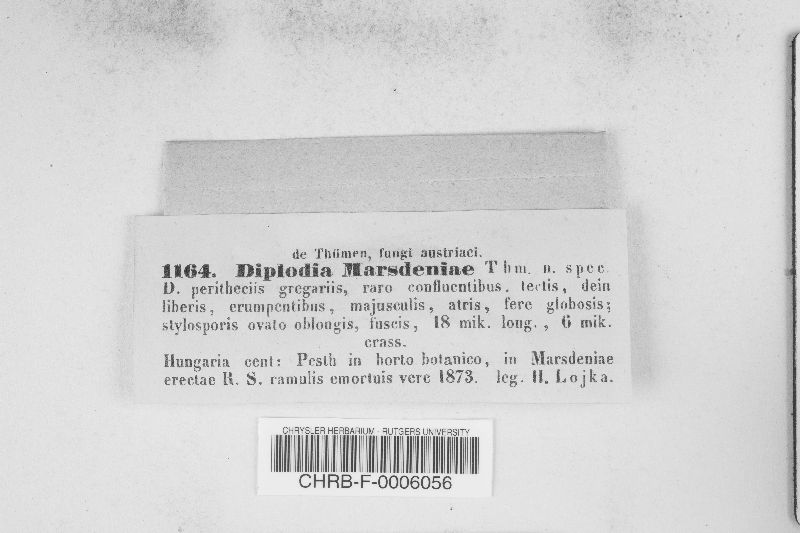 de Thümen, fungi austriaci.
1164. Diplodia Marsdeniae Thm. n. spec.
D. peritheciis gregariis, raro confluentibus. tectis, dein
liberis, erumpentibus, majusculis, atris, fere globosis;
stylosporis ovato oblongis, fuscis, 18 mik. long., 6 mik.
crass.
Hungaria cent: Pesth in horto botanico, in Marsdeniae
erectae R. S. ramulis emortuis vere 1873. leg. H. Lojka.
CHRYSLER HERBARIUM - RUTGERS UNIVERSITY
CHRB-F-0006056